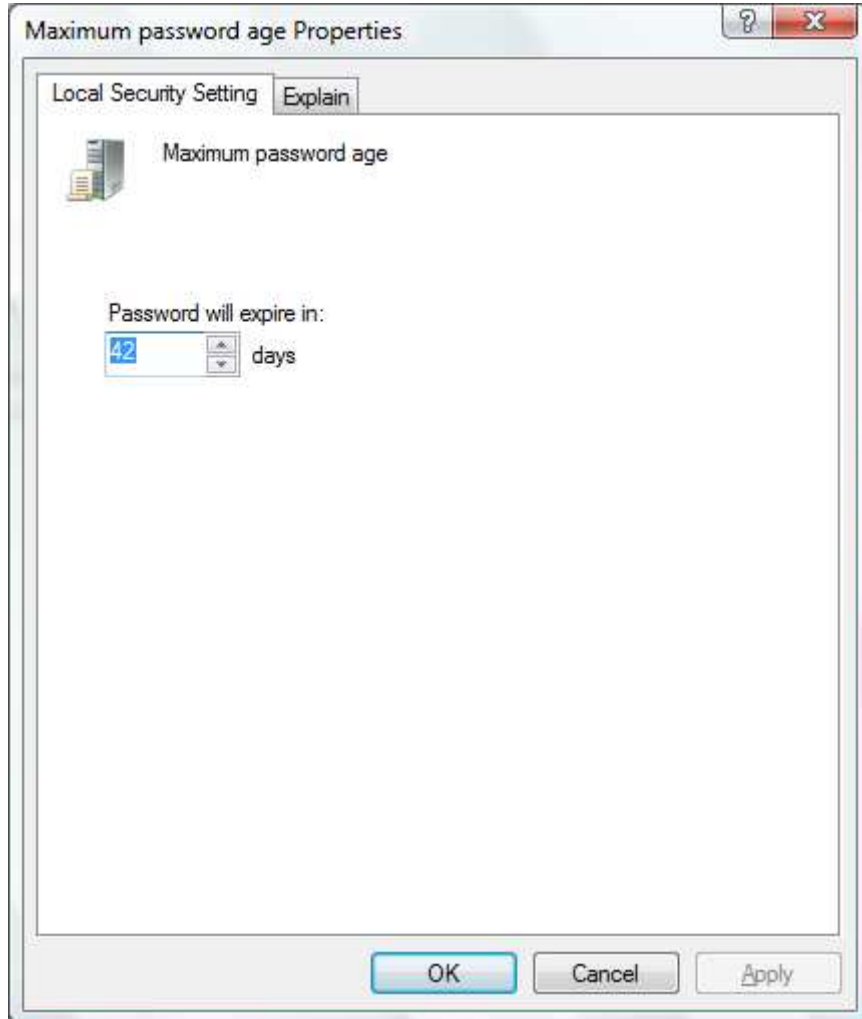 Maximum password age Properties
Local Security Setting Explain
Maximum password age
Password will expire in:
42 days
OK Cancel Apply